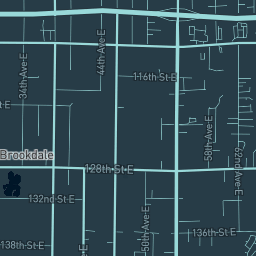 44th Ave E
34th Ave E
116th St E
t E
58th Ave E
62nd Ave E
Brookdale
128th St E
132nd St E
50th Ave E
136th St E
138th St E